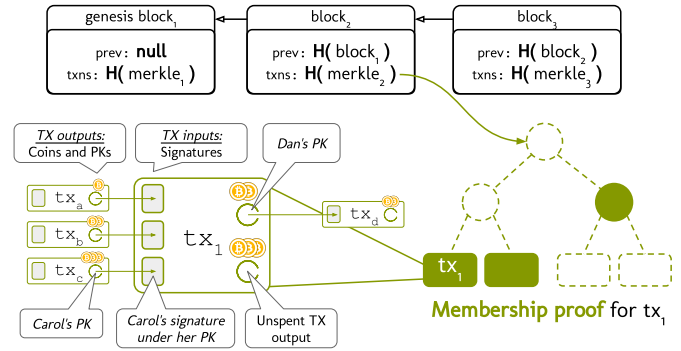 genesis block1
prev: null
txns: H( merkle1 )
block2
prev: H( block1 )
txns: H( merkle2 )
block3
prev: H( block2 )
txns: H( merkle3 )
TX outputs:
Coins and PKs
TX inputs:
Signatures
Dan's PK
txa
txb
txc
tx1
txd
Carol's PK
Carol's signature
under her PK
Unspent TX
output
tx1
Membership proof for tx1